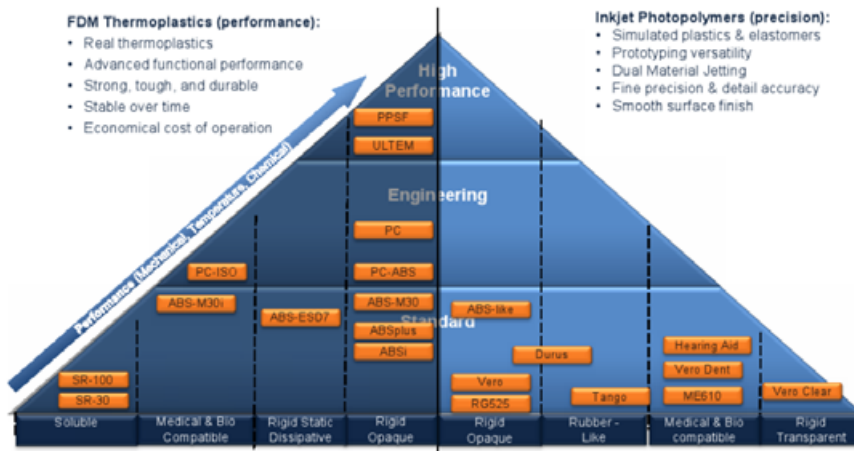 FDM Thermoplastics (performance):
• Real thermoplastics
• Advanced functional performance
• Strong, tough, and durable
• Stable over time
• Economical cost of operation
Inkjet Photopolymers (precision):
• Simulated plastics & elastomers
• Prototyping versatility
• Dual Material Jetting
• Fine precision & detail accuracy
• Smooth surface finish
Performance (Mechanical, Temperature, Chemical)
High
Performance
PPSF
ULTEM
Engineering
PC
PC-ISO
PC-ABS
ABS-M30i
ABS-ESD7
ABS-M30
ABS-like
Standard
ABSplus
ABSi
Durus
Hearing Aid
Vero Dent
SR-100
SR-30
Vero
RG525
Tango
ME610
Vero Clear
Soluble
Medical & Bio
Compatible
Rigid Static
Dissipative
Rigid
Opaque
Rigid
Opaque
Rubber -
Like
Medical & Bio
compatible
Rigid
Transparent